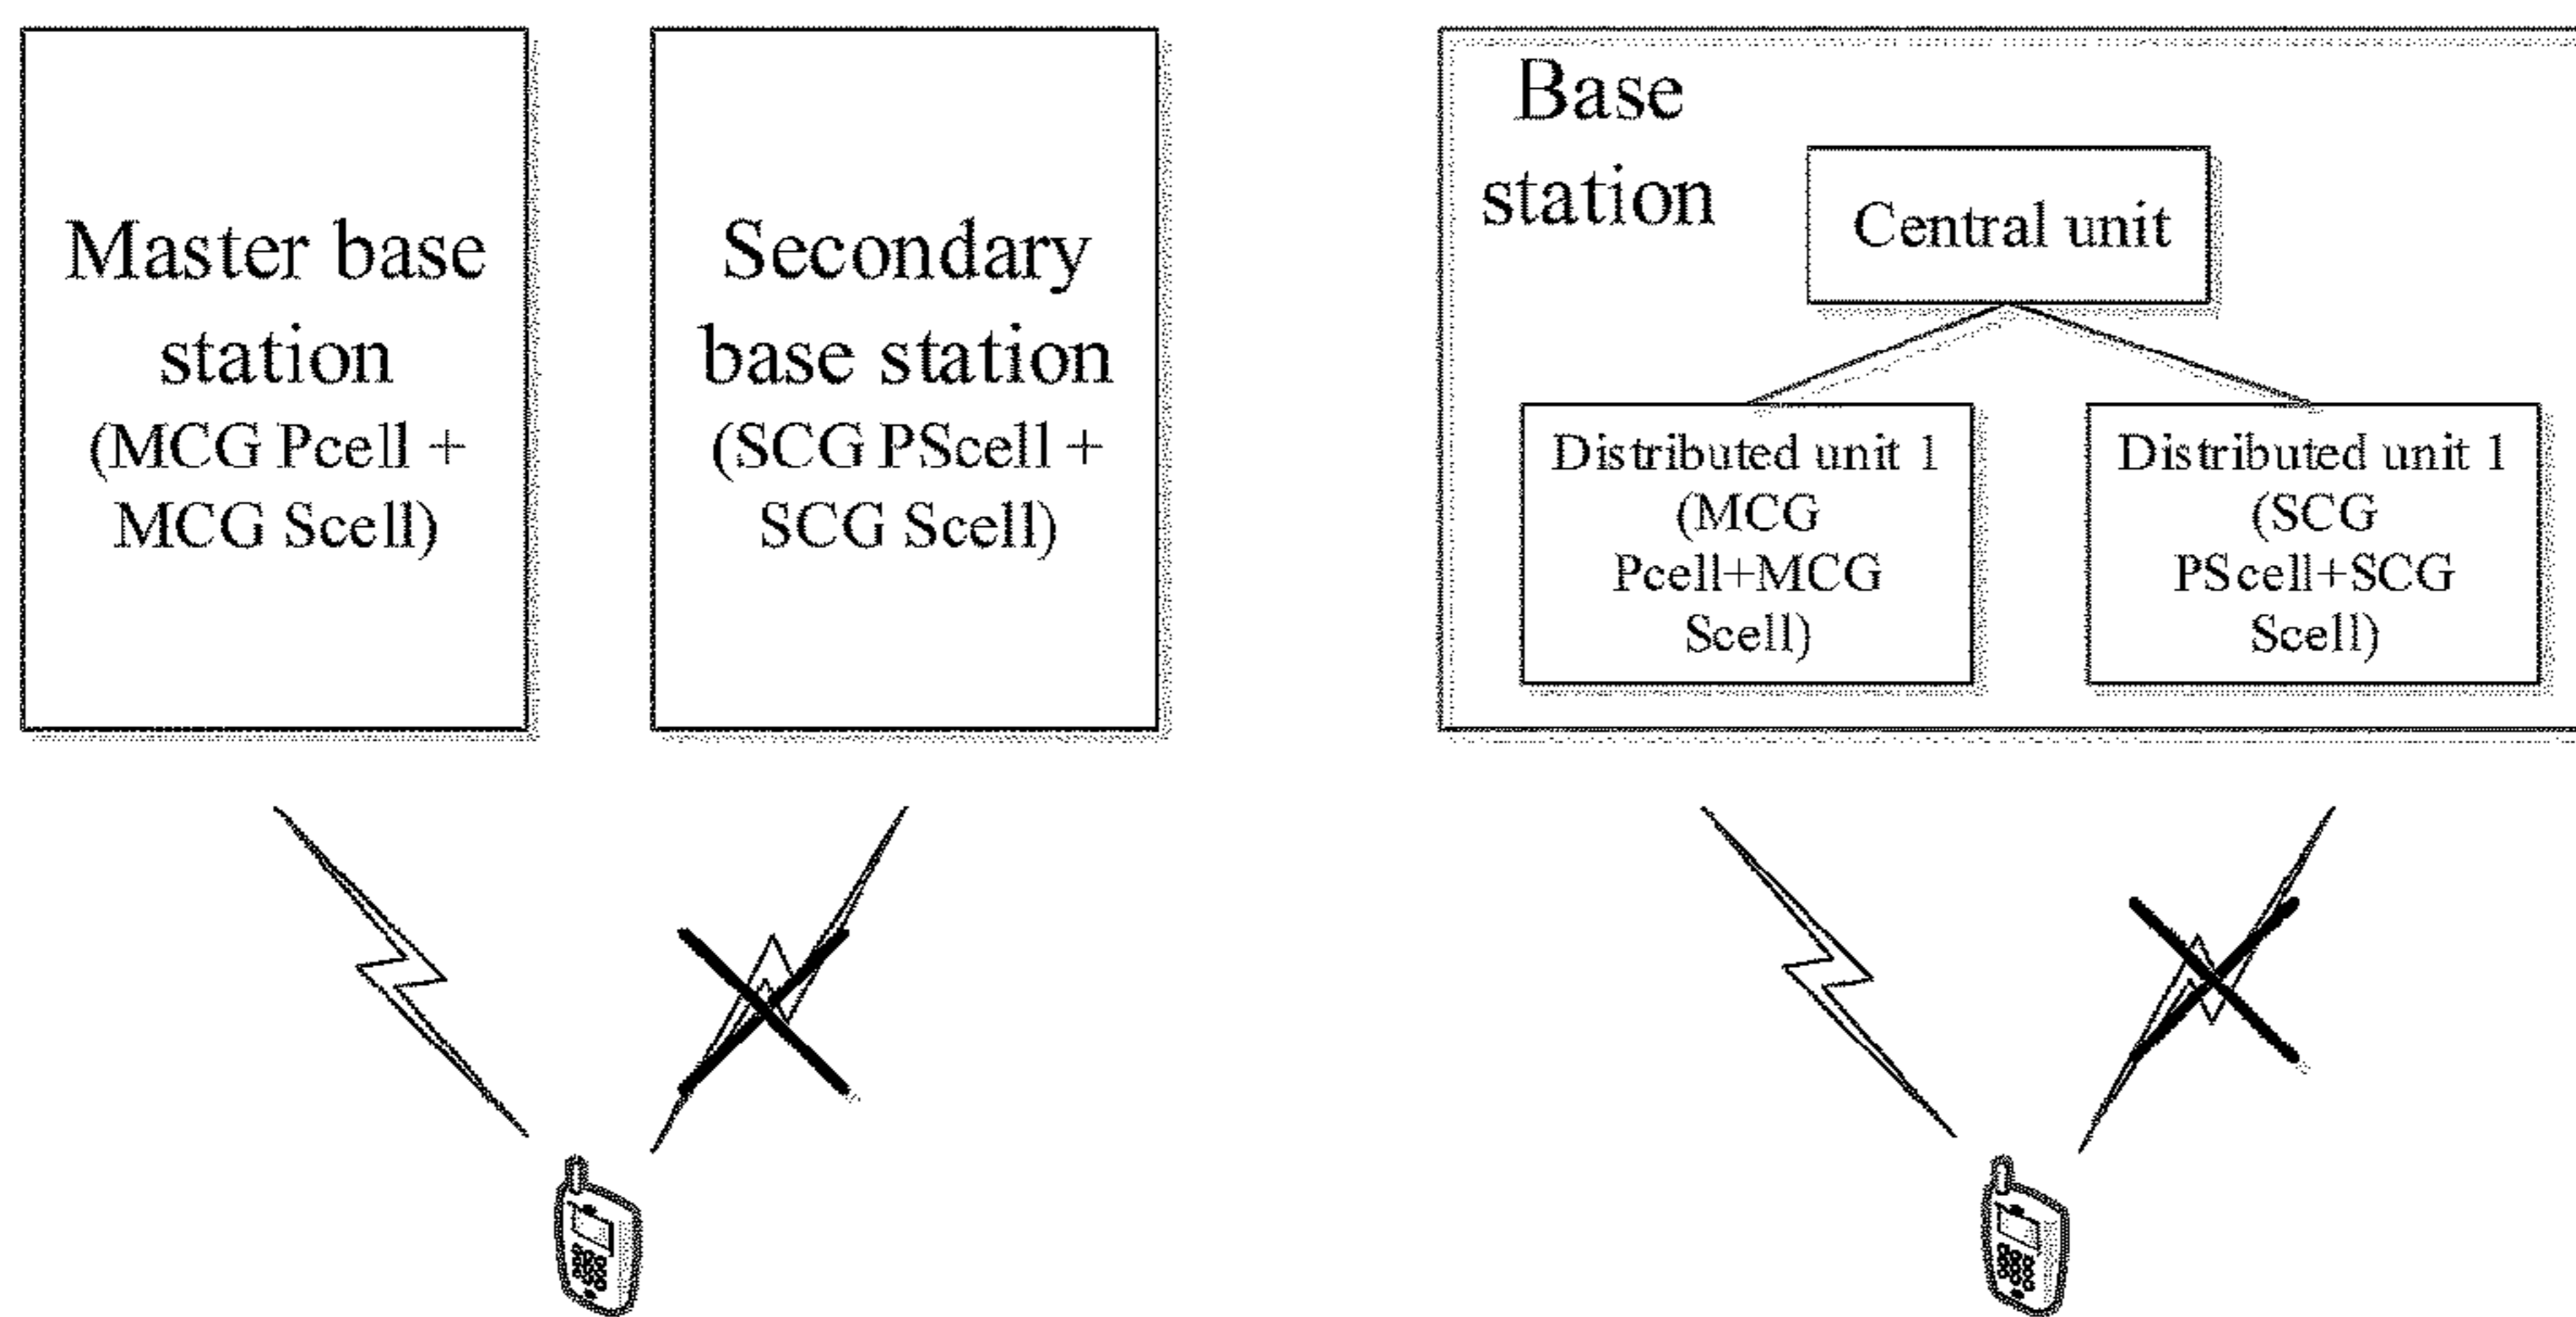 Master base
station
(MCG Pcell +
MCG Scell)
Secondary
base station
(SCG PScell +
SCG Scell)
Base
station
Central unit
Distributed unit 1
(MCG
Pcell+MCG
Scell)
Distributed unit 1
(SCG
PScell+SCG
Scell)